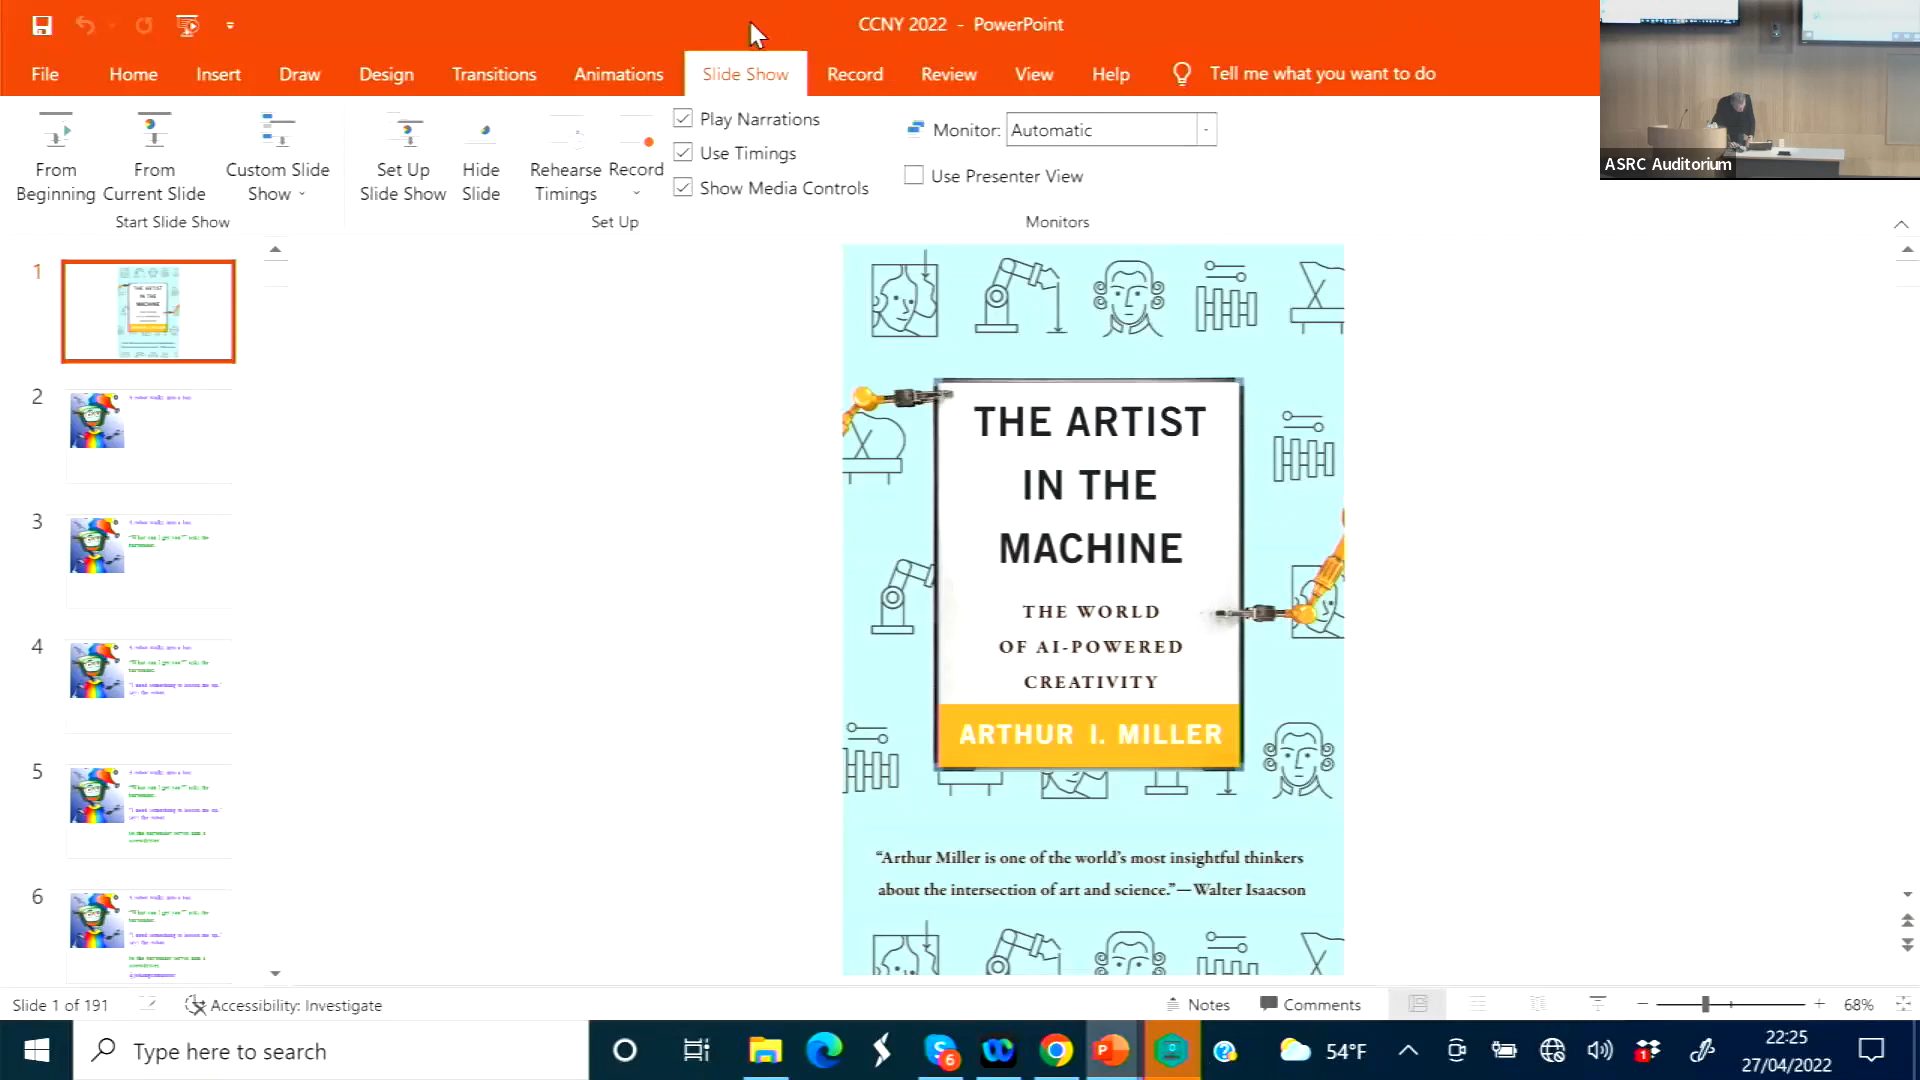 CCNY 2022 - PowerPoint
File Home Insert Draw Design Transitions Animations Slide Show Record Review View Help Tell me what you want to do
From Beginning
From Current Slide
Custom Slide Show
Start Slide Show
Set Up Slide Show
Hide Slide
Rehearse Timings
Record
Play Narrations
Use Timings
Show Media Controls
Set Up
Monitor: Automatic
Use Presenter View
Monitors
ASRC Auditorium
1
2
3
4
5
6
THE ARTIST
IN THE
MACHINE
THE WORLD
OF AI-POWERED
CREATIVITY
ARTHUR I. MILLER
“Arthur Miller is one of the world’s most insightful thinkers
about the intersection of art and science.”—Walter Isaacson
Slide 1 of 191 Accessibility: Investigate Notes Comments 68%
Type here to search
6
54°F
1
22:25
27/04/2022